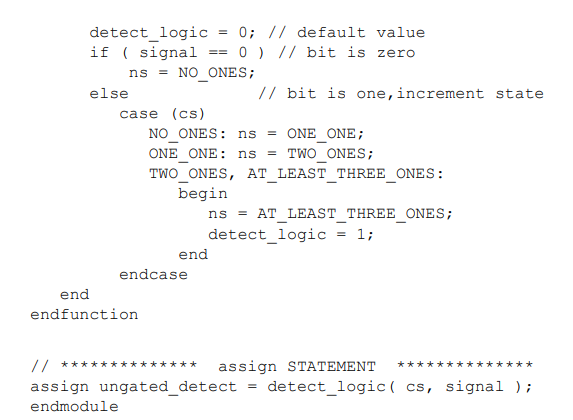 detect_logic = 0; // default value
if ( signal == 0 ) // bit is zero
ns = NO_ONES;
else // bit is one,increment state
case (cs)
NO_ONES: ns = ONE_ONE;
ONE_ONE: ns = TWO_ONES;
TWO_ONES, AT_LEAST_THREE_ONES:
begin
ns = AT_LEAST_THREE_ONES;
detect_logic = 1;
end
endcase
end
endfunction
// ************** assign STATEMENT **************
assign ungated_detect = detect_logic( cs, signal );
endmodule